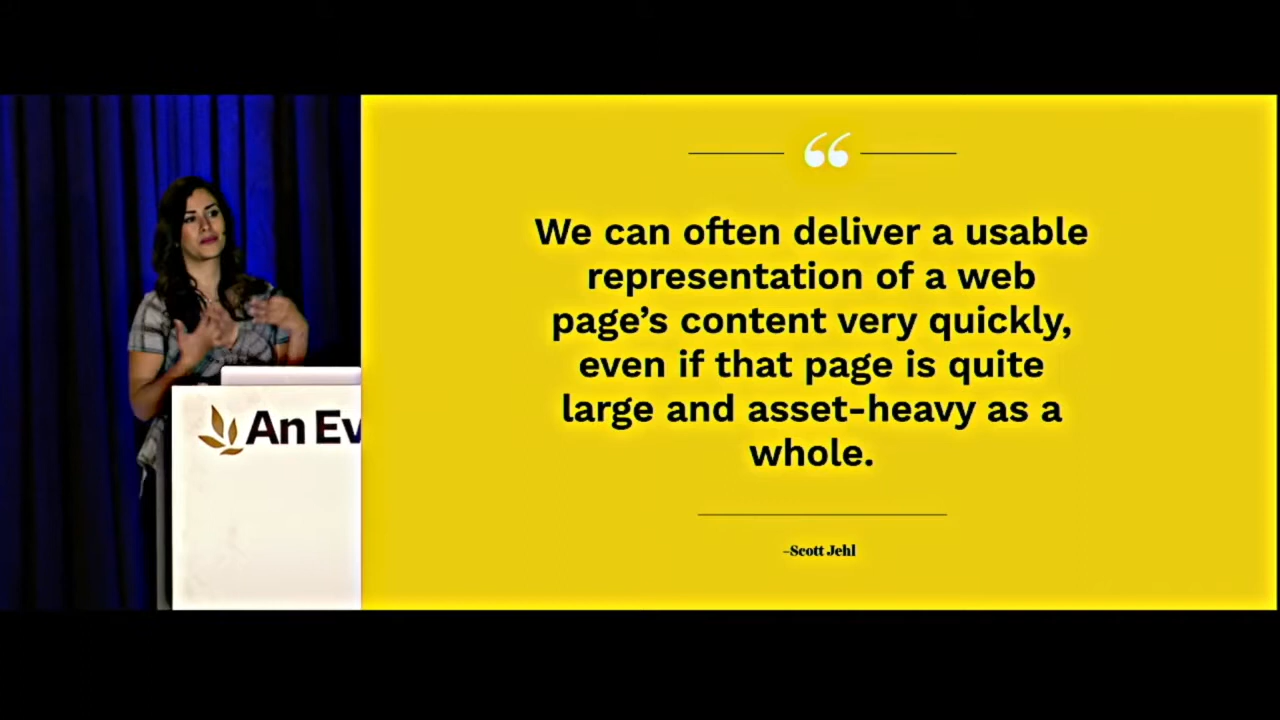 An Ev
“
We can often deliver a usable
representation of a web
page’s content very quickly,
even if that page is quite
large and asset-heavy as a
whole.
–Scott Jehl